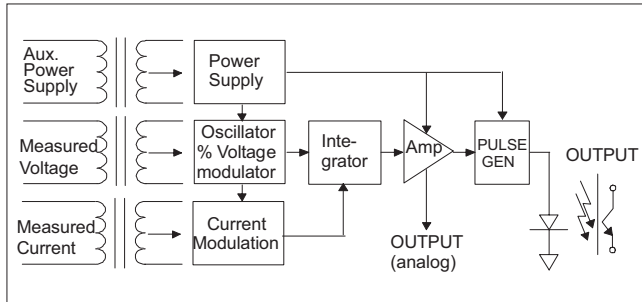 Aux.
Power
Supply
Power
Supply
Measured
Voltage
Oscillator
% Voltage
modulator
Inte-
grator
Amp
PULSE
GEN
OUTPUT
Measured
Current
Current
Modulation
OUTPUT
(analog)